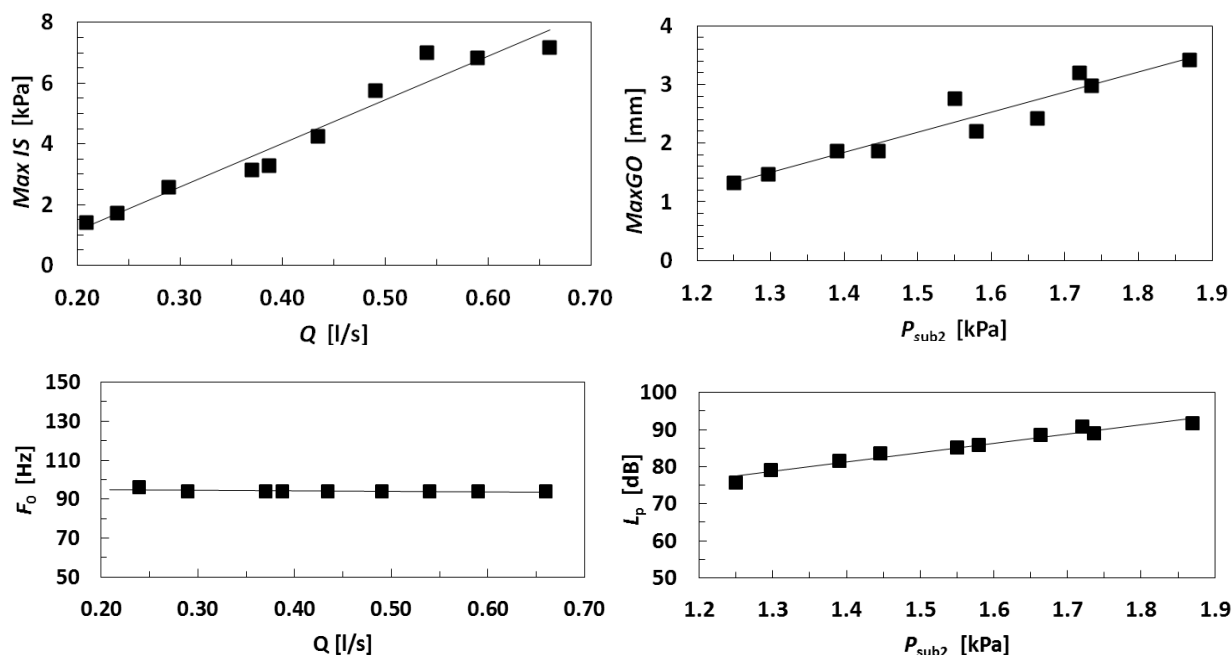 8
6
4
2
0
Max IS [kPa]
0.20 0.30 0.40 0.50 0.60 0.70
Q [l/s]
4
3
2
1
0
MaxGO [mm]
1.2 1.3 1.4 1.5 1.6 1.7 1.8 1.9
Psub2 [kPa]
150
130
110
90
70
50
F0 [Hz]
0.20 0.30 0.40 0.50 0.60 0.70
Q [l/s]
100
90
80
70
60
50
Lp [dB]
1.2 1.3 1.4 1.5 1.6 1.7 1.8 1.9
Psub2 [kPa]